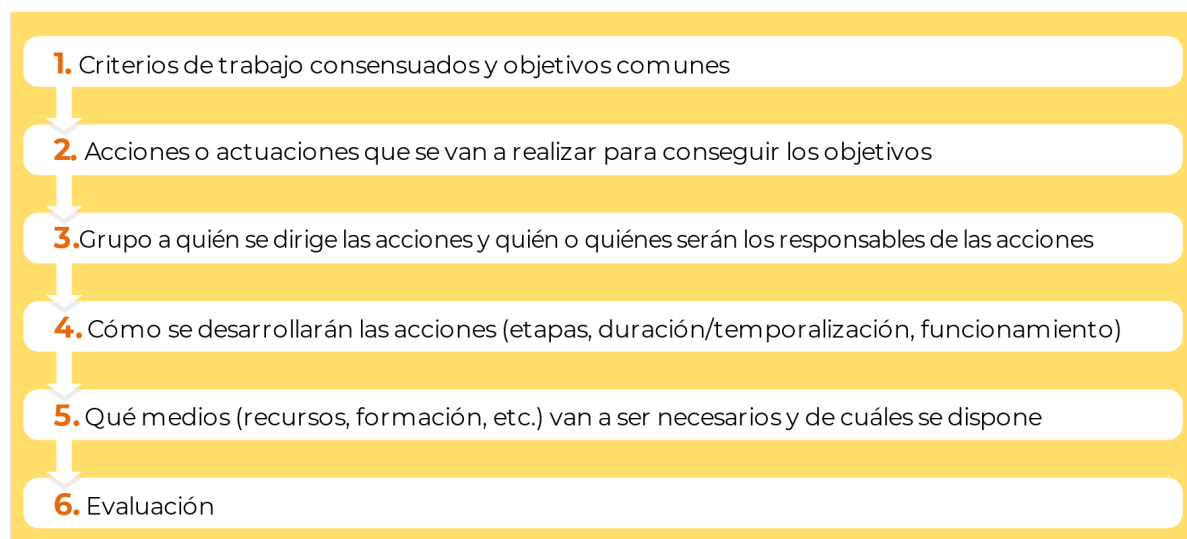 1. Criterios de trabajo consensuados y objetivos comunes
2. Acciones o actuaciones que se van a realizar para conseguir los objetivos
3.Grupo a quién se dirige las acciones y quién o quiénes serán los responsables de las acciones
4. Cómo se desarrollarán las acciones (etapas, duración/temporalización, funcionamiento)
5. Qué medios (recursos, formación, etc.) van a ser necesarios y de cuáles se dispone
6. Evaluación